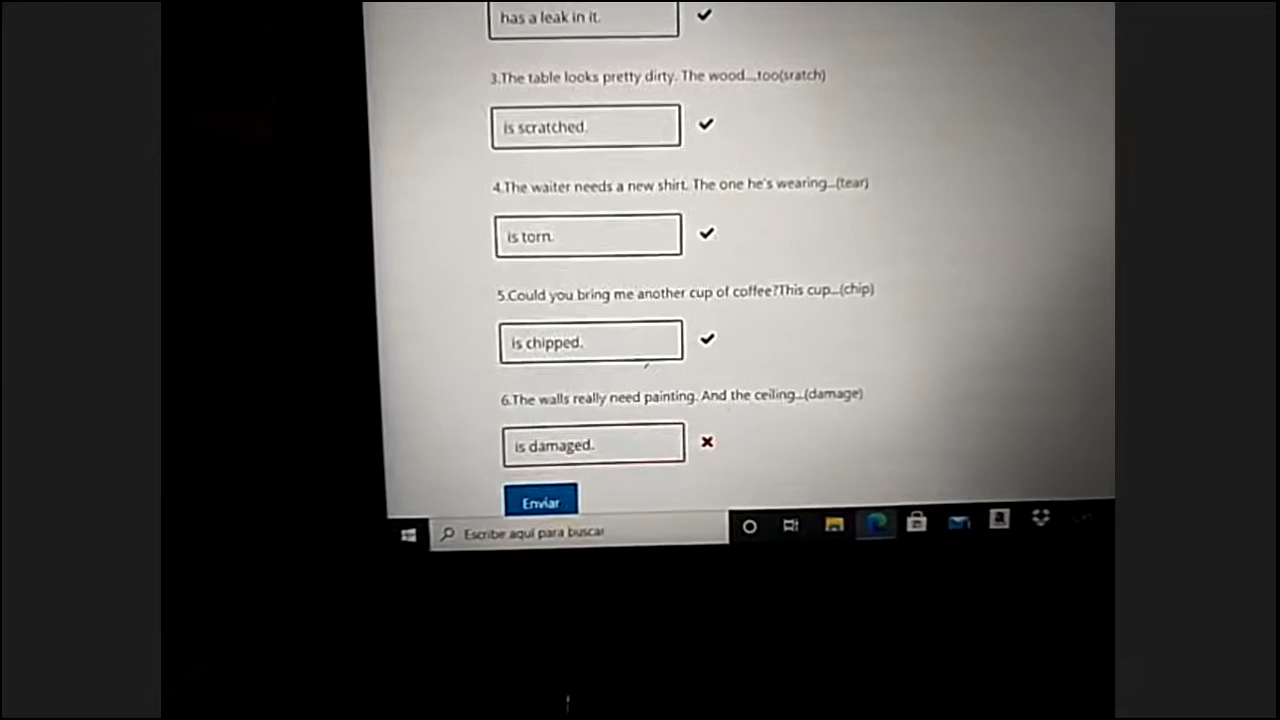 has a leak in it.
3.The table looks pretty dirty. The wood...too(sratch)
is scratched.
4.The waiter needs a new shirt. The one he's wearing...(tear)
is torn.
5.Could you bring me another cup of coffee?This cup...(chip)
is chipped.
6.The walls really need painting. And the ceiling...(damage)
is damaged.
Enviar
Escribe aquí para buscar